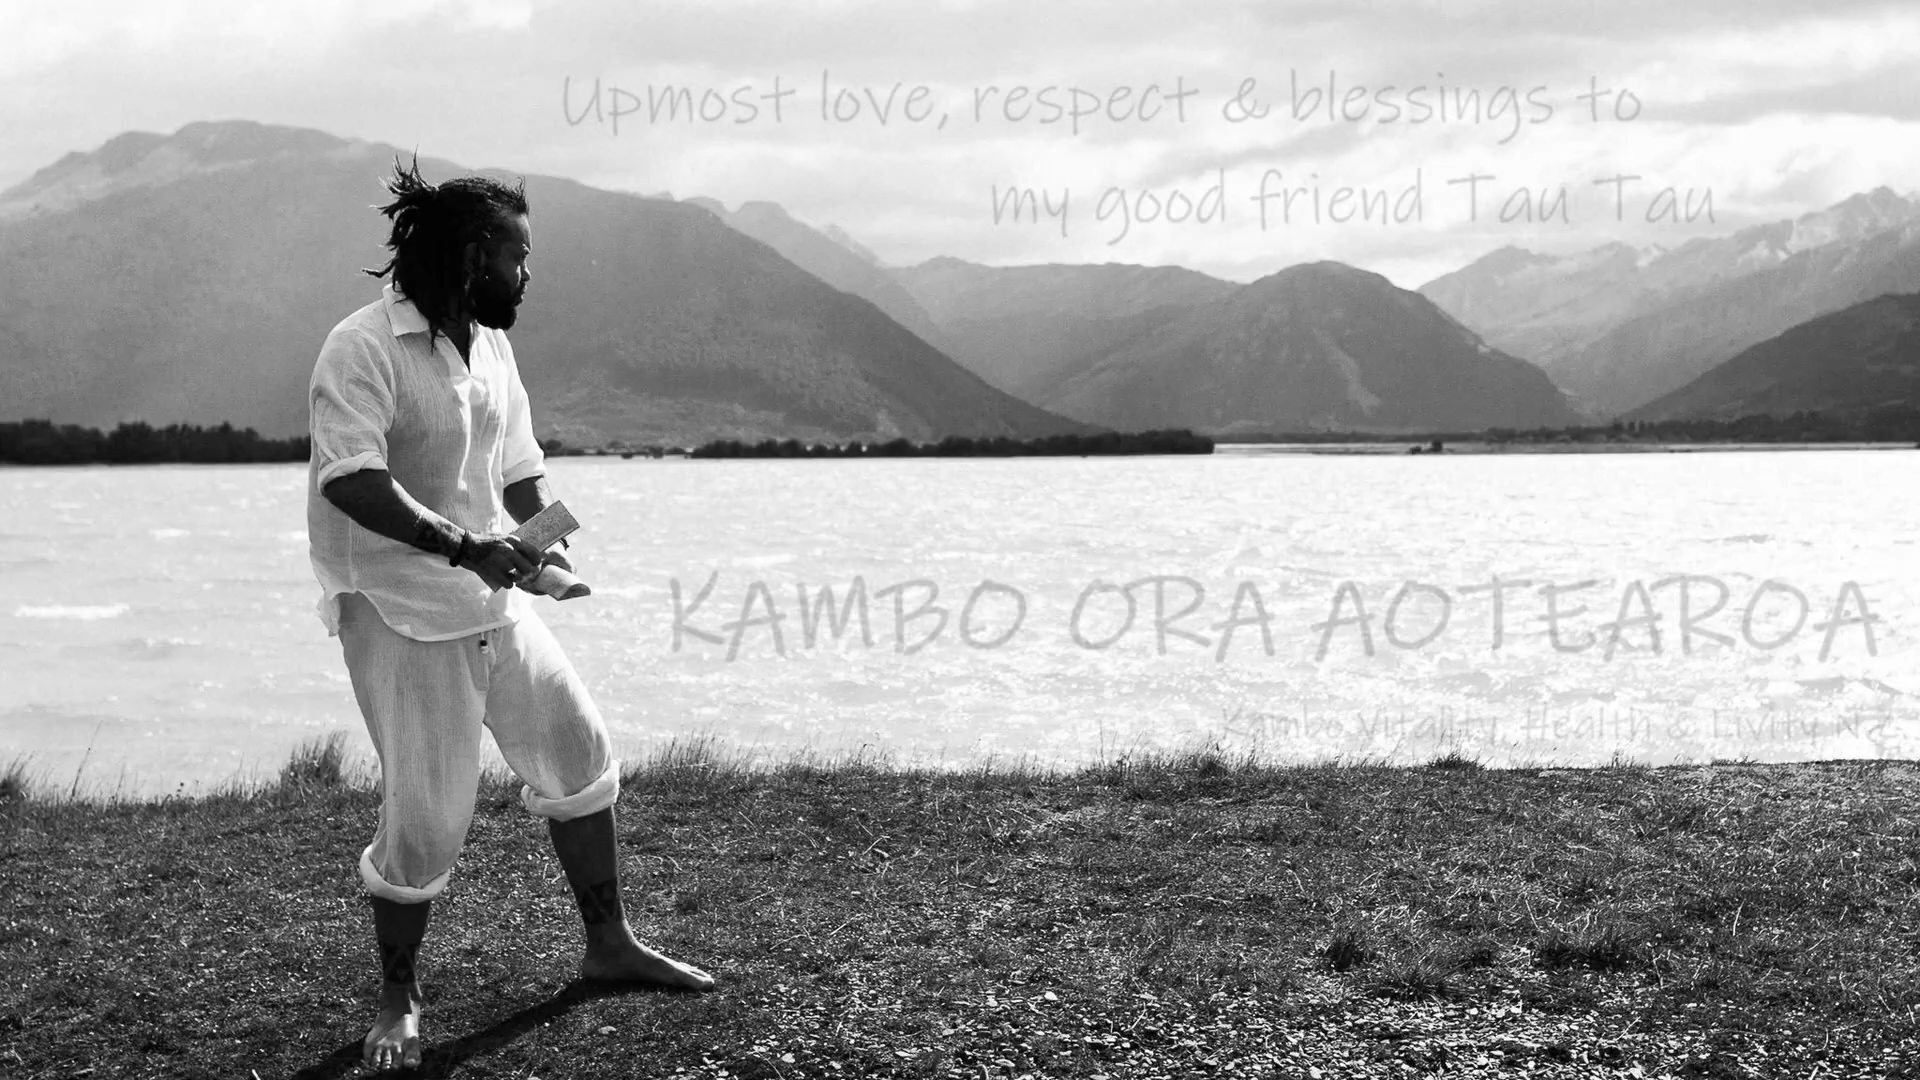 Upmost love, respect & blessings to
my good friend Tau Tau
KAMBO ORA AOTEAROA
Kambo Vitality, Health & Livity NZ